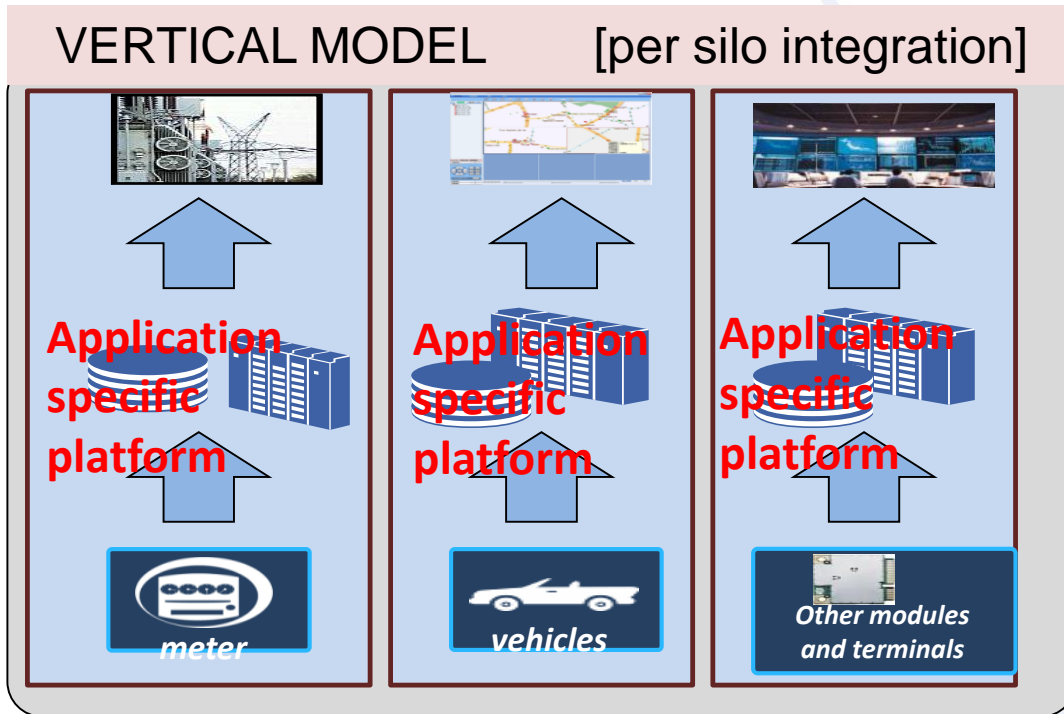 VERTICAL MODEL [per silo integration]
Application
specific
platform
Application
specific
platform
Application
specific
platform
meter
vehicles
Other modules
and terminals